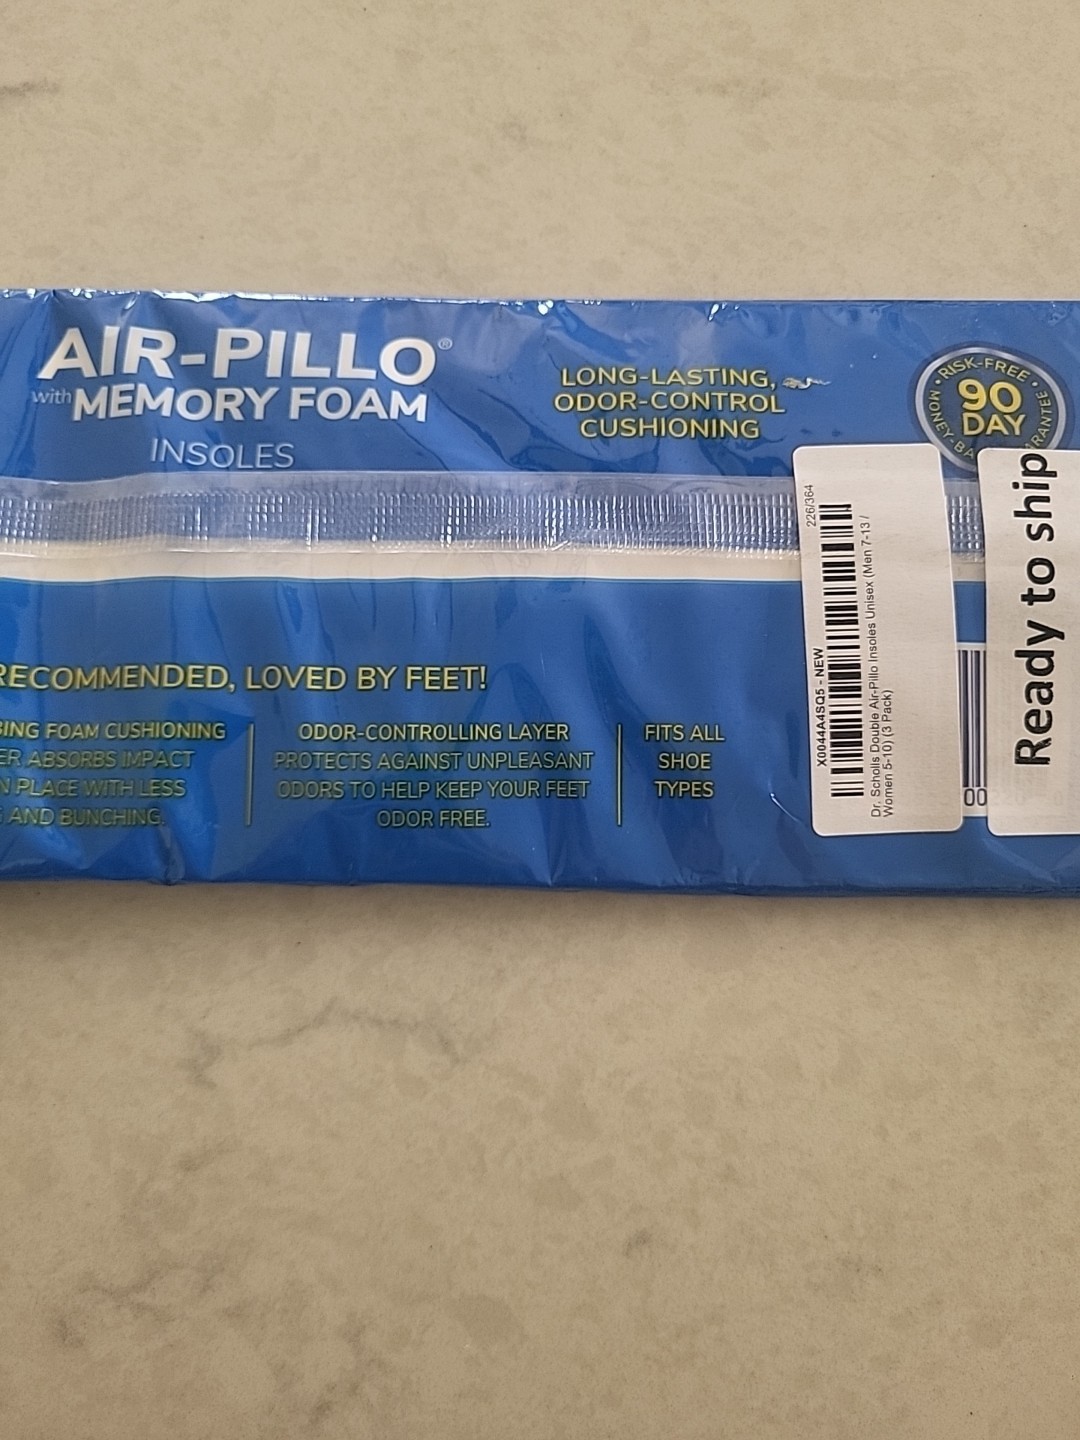 AIR-PILLO®
with MEMORY FOAM
INSOLES
LONG-LASTING,
ODOR-CONTROL
CUSHIONING
RISK-FREE
90
DAY
RECOMMENDED, LOVED BY FEET!
FOAM CUSHIONING
ABSORBS IMPACT
PLACE WITH LESS
AND BUNCHING.
ODOR-CONTROLLING LAYER
PROTECTS AGAINST UNPLEASANT
ODORS TO HELP KEEP YOUR FEET
ODOR FREE.
FITS ALL
SHOE
TYPES
226/364
X0044A4SQ5 - NEW
Dr. Scholls Double Air-Pillo Insoles Unisex (Men 7-13 /
Women 5-10) (3 Pack)
00
Ready to ship